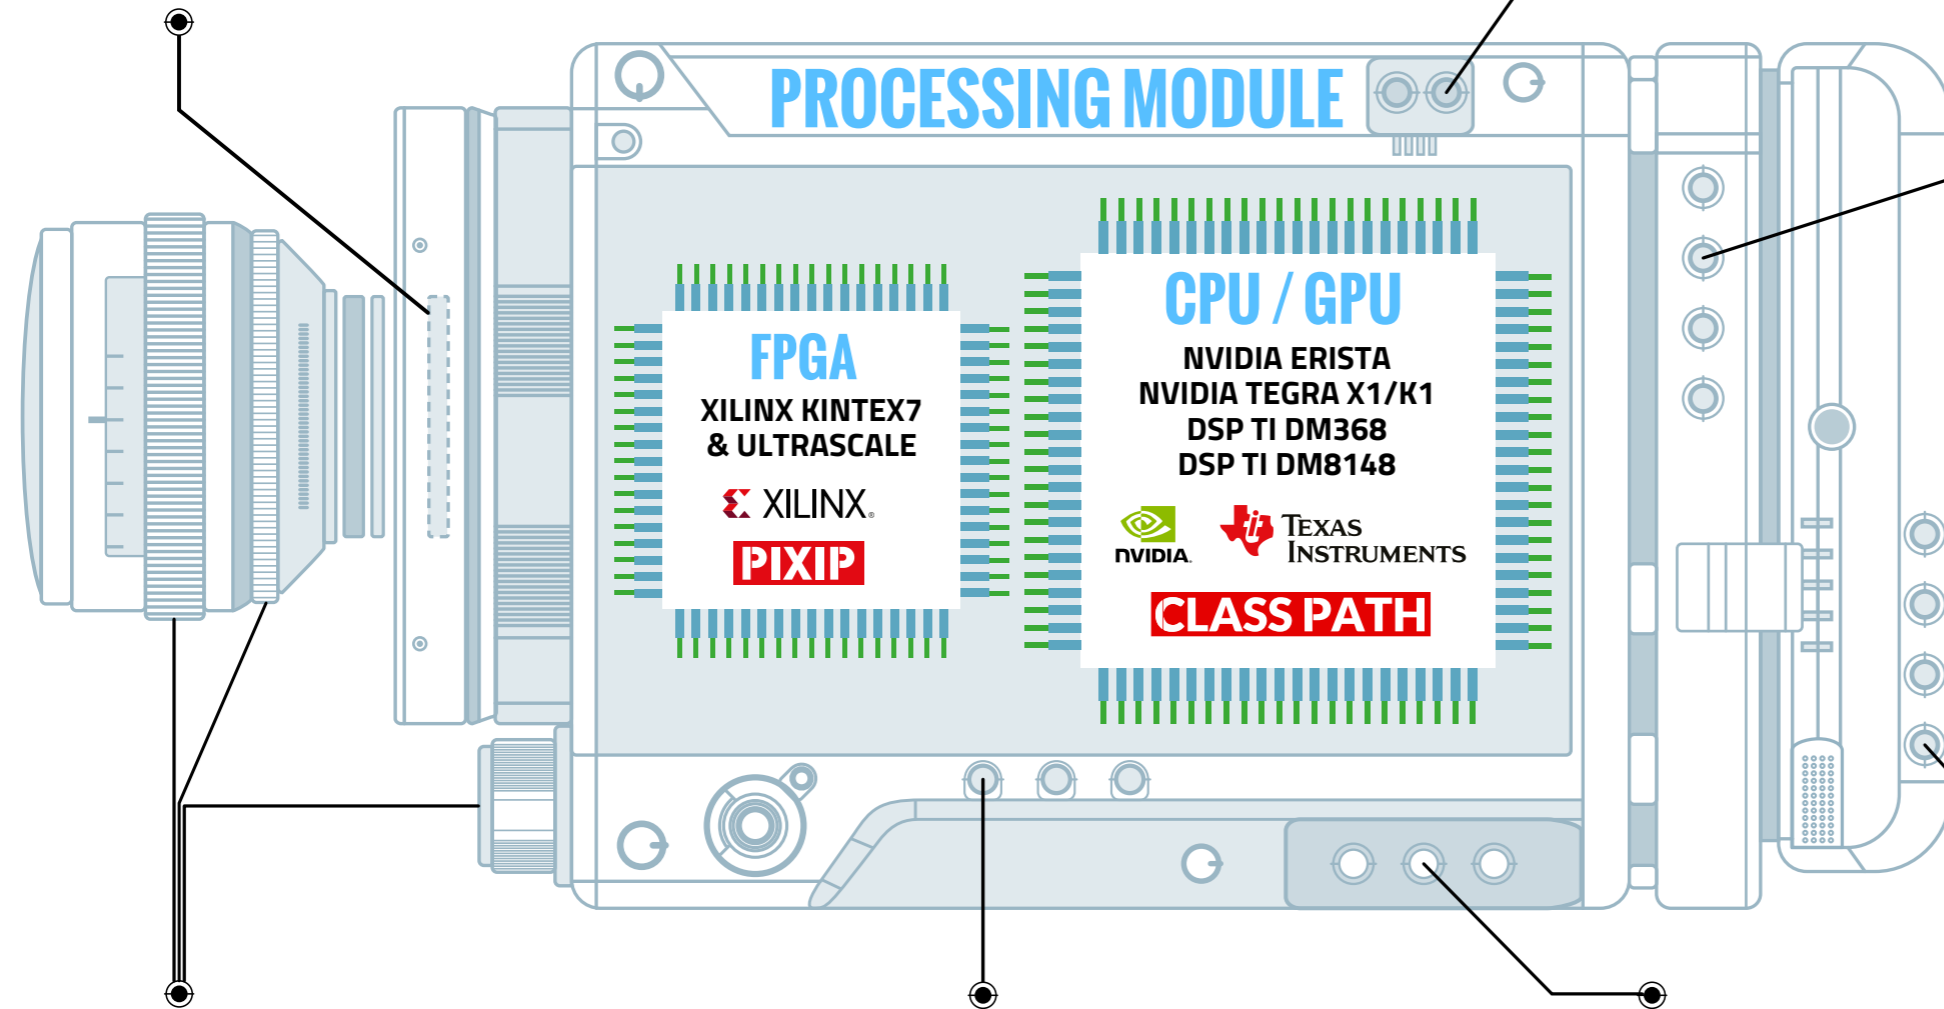 PROCESSING MODULE
FPGA
XILINX KINTEX7
& ULTRASCALE
XILINX®
PIXIP
CPU / GPU
NVIDIA ERISTA
NVIDIA TEGRA X1/K1
DSP TI DM368
DSP TI DM8148
NVIDIA.
TEXAS
INSTRUMENTS
CLASS PATH